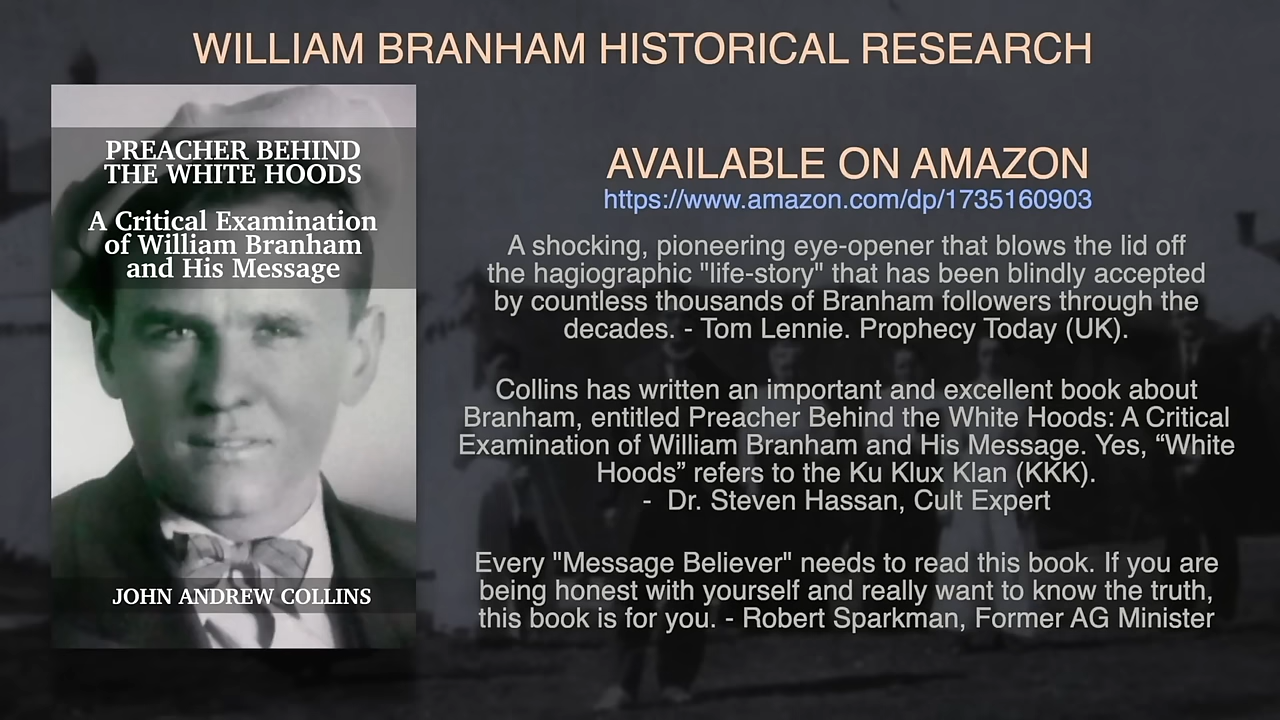 WILLIAM BRANHAM HISTORICAL RESEARCH
PREACHER BEHIND
THE WHITE HOODS
A Critical Examination
of William Branham
and His Message
JOHN ANDREW COLLINS
AVAILABLE ON AMAZON
https://www.amazon.com/dp/1735160903
A shocking, pioneering eye-opener that blows the lid off
the hagiographic "life-story" that has been blindly accepted
by countless thousands of Branham followers through the
decades. - Tom Lennie. Prophecy Today (UK).
Collins has written an important and excellent book about
Branham, entitled Preacher Behind the White Hoods: A Critical
Examination of William Branham and His Message. Yes, “White
Hoods” refers to the Ku Klux Klan (KKK).
- Dr. Steven Hassan, Cult Expert
Every "Message Believer" needs to read this book. If you are
being honest with yourself and really want to know the truth,
this book is for you. - Robert Sparkman, Former AG Minister